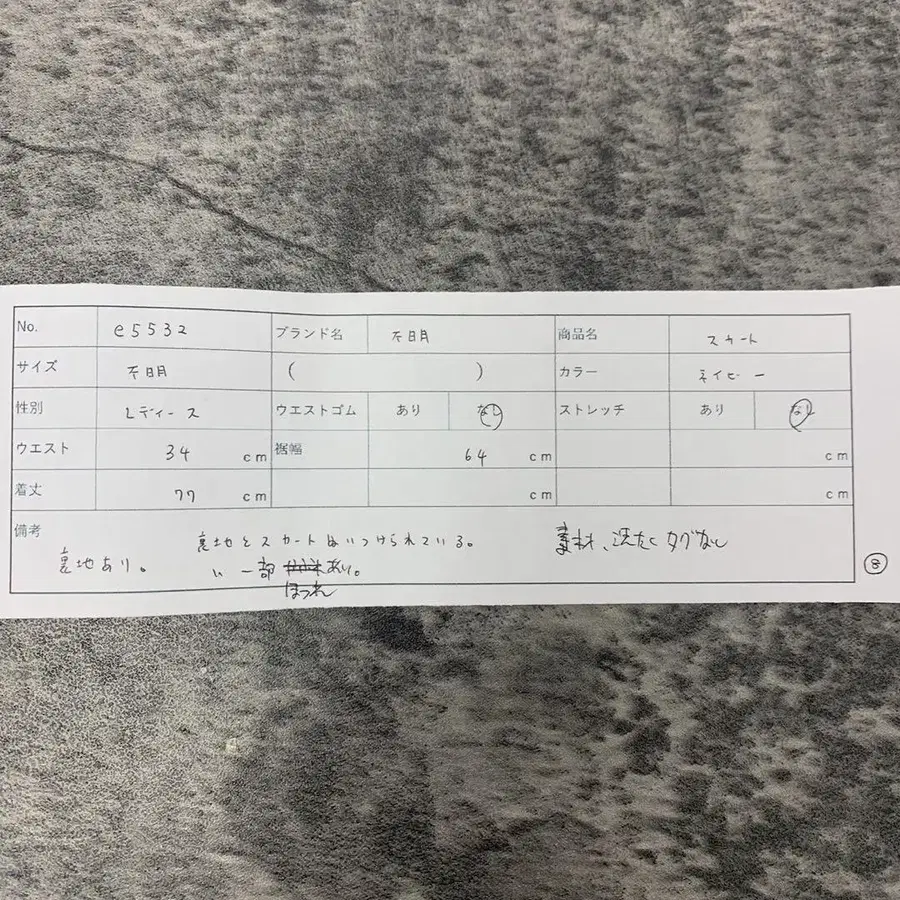 No. e5532 ブランド名 不明 商品名 スカート
サイズ 不明 ( ) カラー ネイビー
性別 レディース ウエストゴム あり なし ストレッチ あり なし
ウエスト 34 cm 裾幅 64 cm cm
着丈 77 cm cm cm
備考
裏地あり。 裏地とスカートはいつけられている。 素材、洗たくタグなし
〃 一部 あり。
ほつれ
8